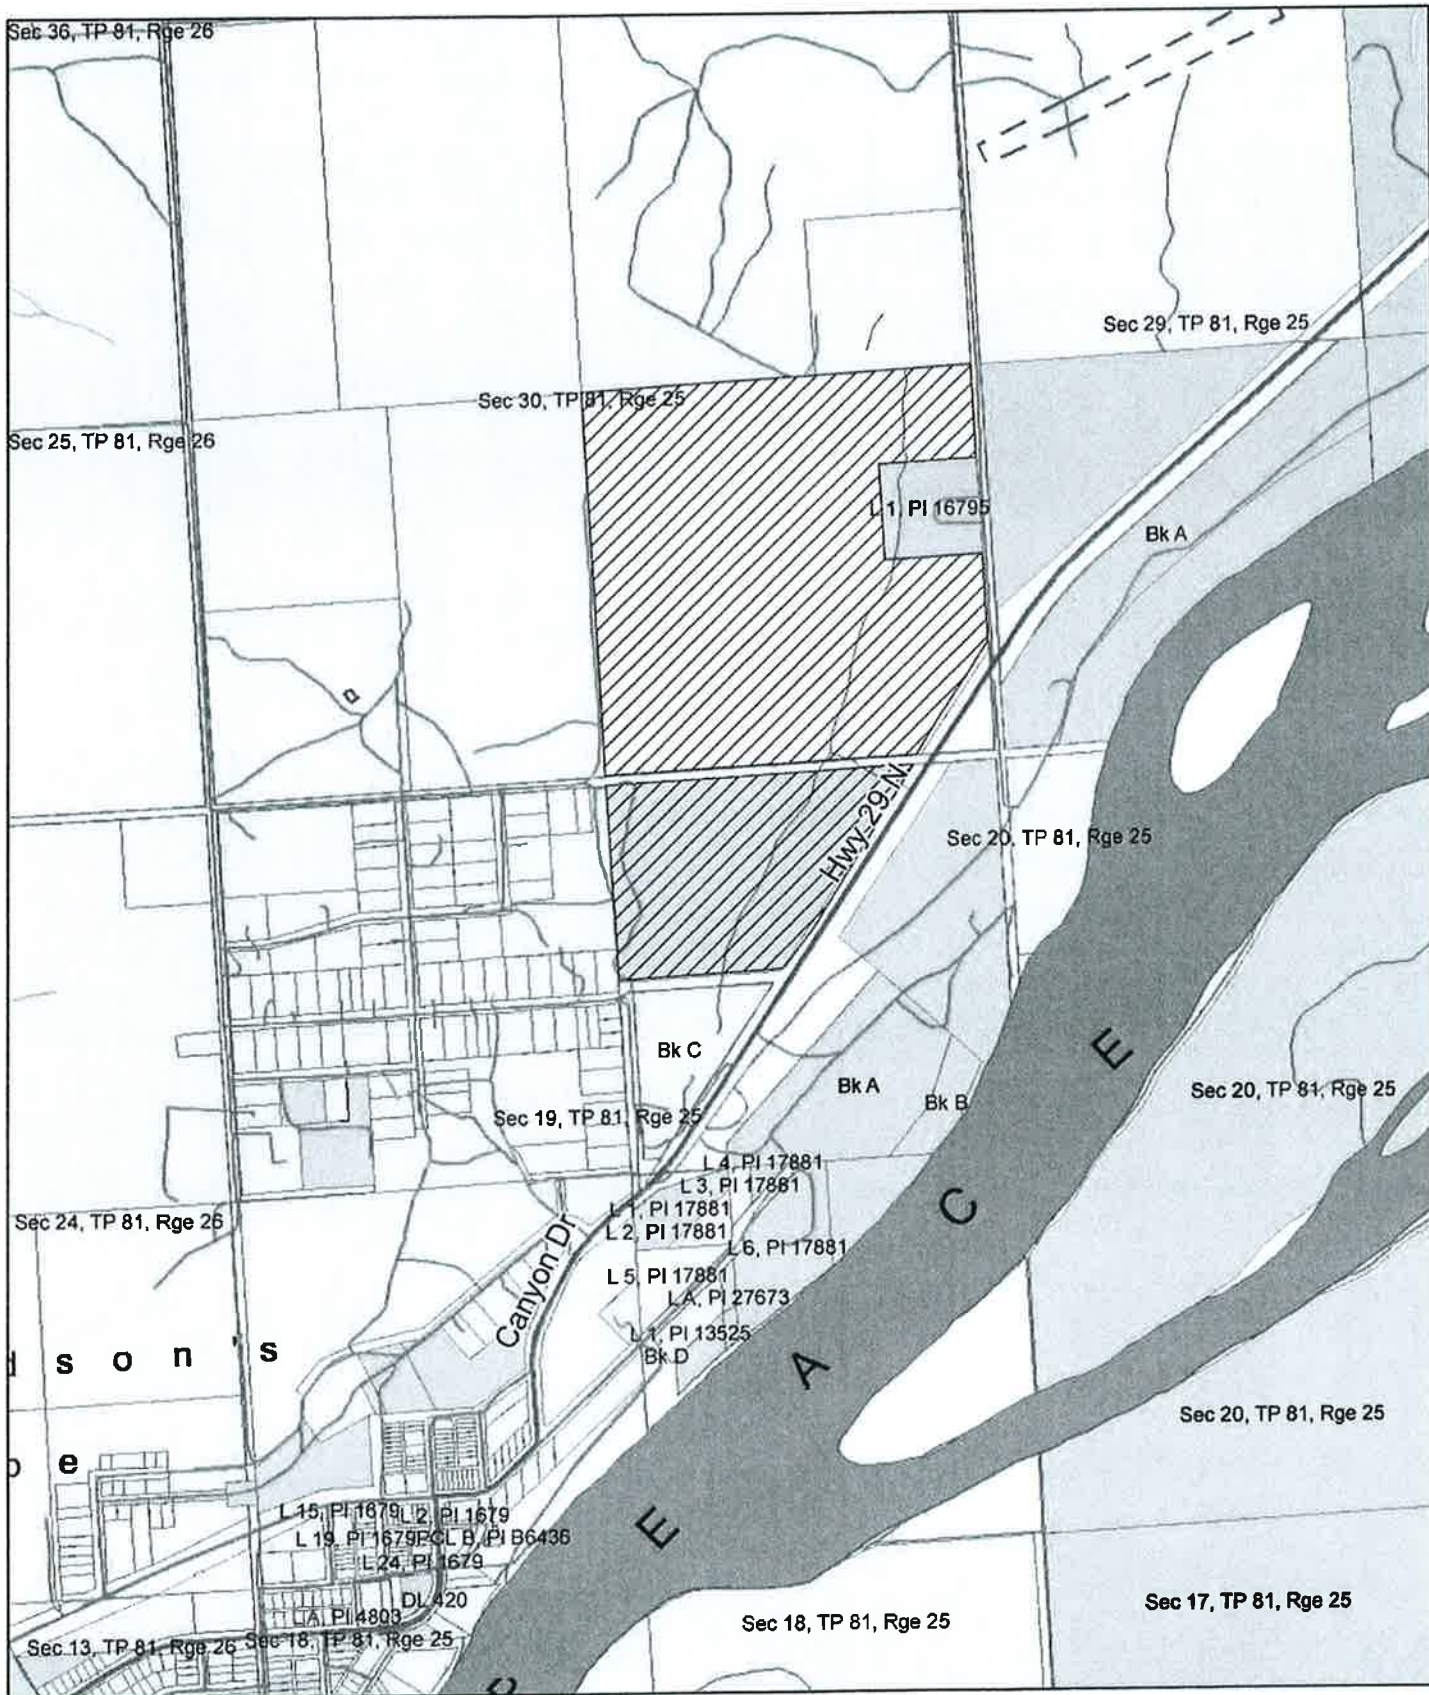 Sec 36, TP 81, Rge 26
Sec 29, TP 81, Rge 25
Sec 30, TP 81, Rge 25
Sec 25, TP 81, Rge 26
L 1, Pl 16795
Bk A
Hwy 29 N
Sec 20, TP 81, Rge 25
Bk C
E
Bk A
Bk B
Sec 20, TP 81, Rge 25
Sec 19, TP 81, Rge 25
L 4, Pl 17881
L 3, Pl 17881
L 1, Pl 17881
C
Sec 24, TP 81, Rge 26
L 2, Pl 17881
L 6, Pl 17881
Canyon Dr
L 5, Pl 17881
L A, Pl 27673
L 1, Pl 13525
Bk D
son's
A
Sec 20, TP 81, Rge 25
e
L 15, Pl 1679
L 2, Pl 1679
E
L 19, Pl 1679
PCL B, Pl B6436
L 24, Pl 1679
DL 420
Sec 17, TP 81, Rge 25
L A, Pl 4803
Sec 18, TP 81, Rge 25
Sec 13, TP 81, Rge 26
Sec 18, TP 81, Rge 25